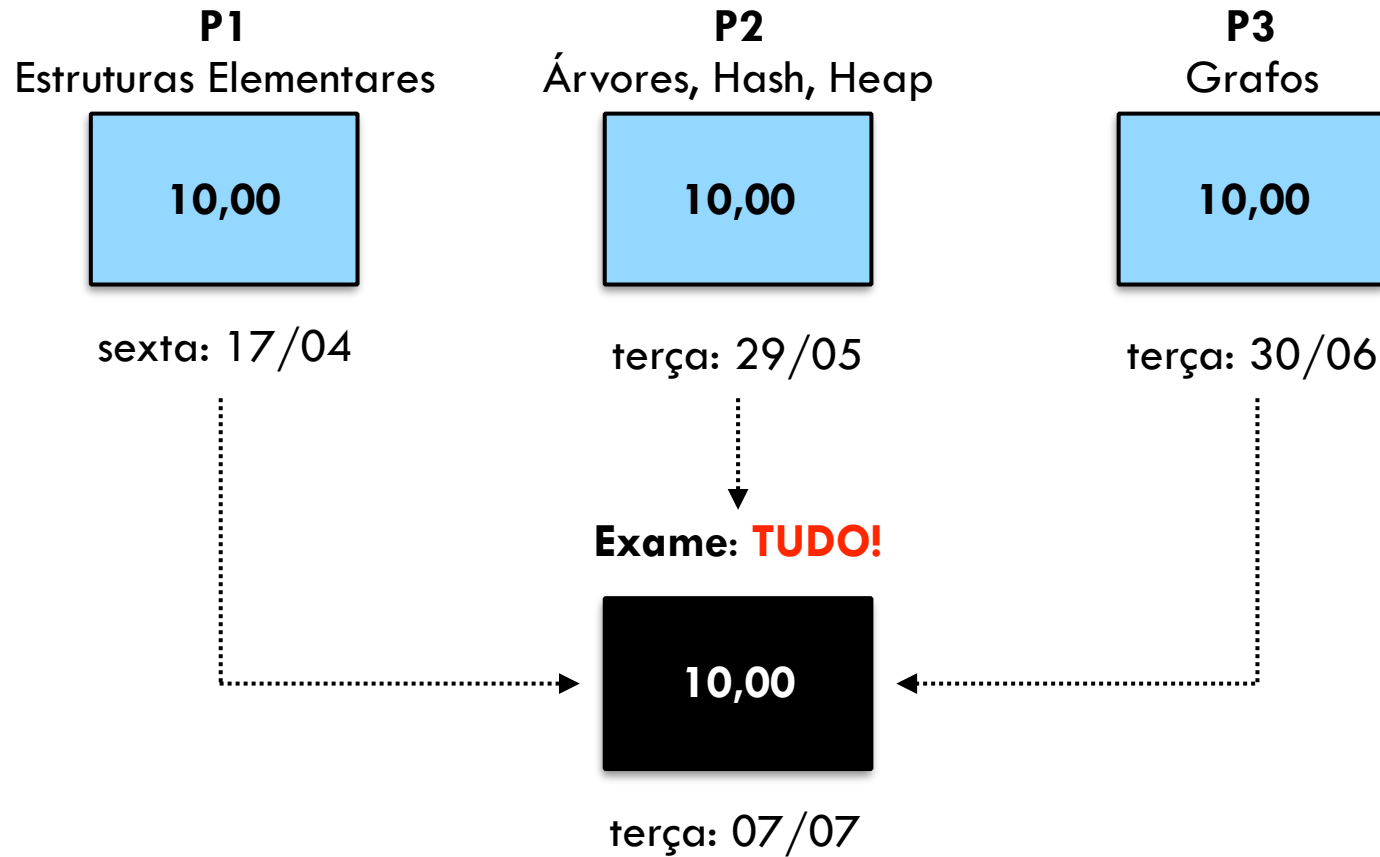 P1
Estruturas Elementares
10,00
sexta: 17/04
P2
Árvores, Hash, Heap
10,00
terça: 29/05
P3
Grafos
10,00
terça: 30/06
Exame: TUDO!
10,00
terça: 07/07